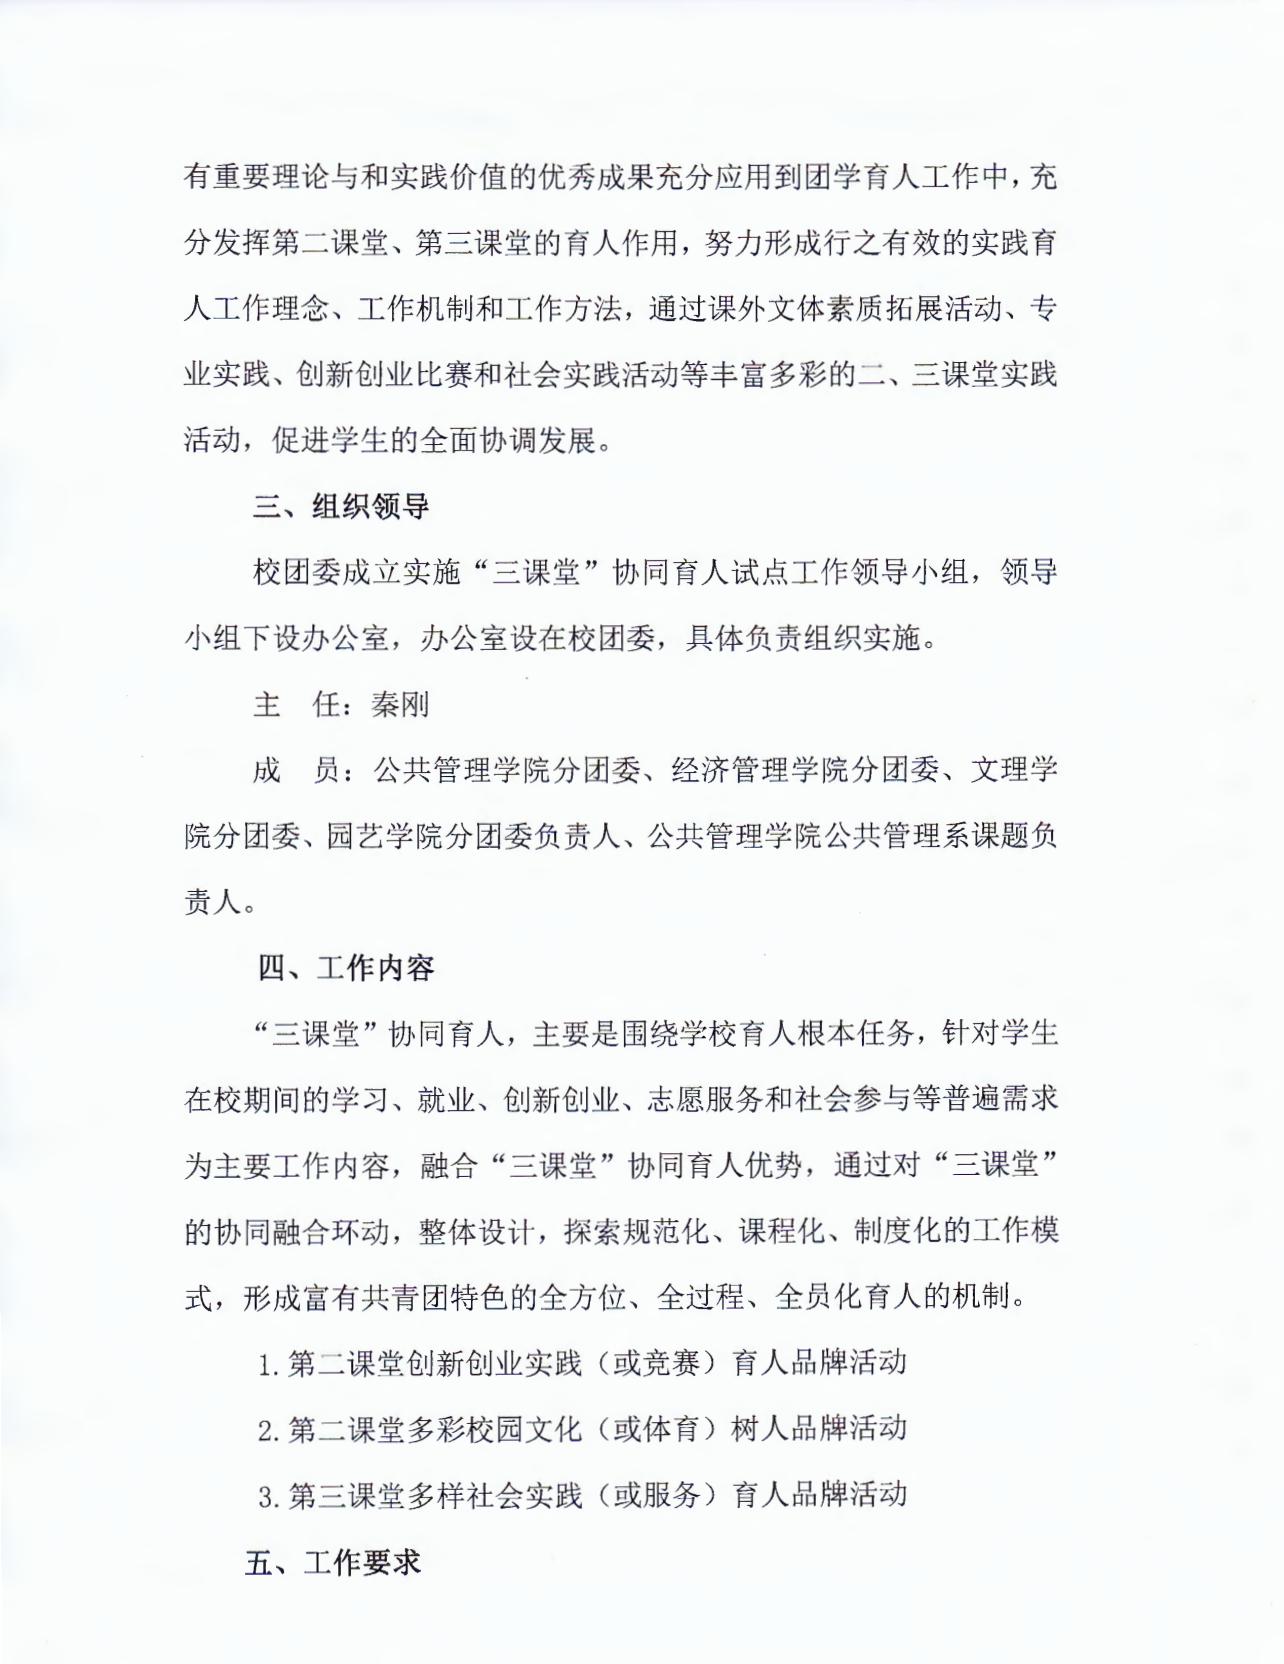 有重要理论与和实践价值的优秀成果充分应用到团学育人工作中，充
分发挥第二课堂、第三课堂的育人作用，努力形成行之有效的实践育
人工作理念、工作机制和工作方法，通过课外文体素质拓展活动、专
业实践、创新创业比赛和社会实践活动等丰富多彩的二、三课堂实践
活动，促进学生的全面协调发展。
三、组织领导
校团委成立实施“三课堂”协同育人试点工作领导小组，领导
小组下设办公室，办公室设在校团委，具体负责组织实施。
主　任：秦刚
成　员：公共管理学院分团委、经济管理学院分团委、文理学
院分团委、园艺学院分团委负责人、公共管理学院公共管理系课题负
责人。
四、工作内容
“三课堂”协同育人，主要是围绕学校育人根本任务，针对学生
在校期间的学习、就业、创新创业、志愿服务和社会参与等普遍需求
为主要工作内容，融合“三课堂”协同育人优势，通过对“三课堂”
的协同融合环动，整体设计，探索规范化、课程化、制度化的工作模
式，形成富有共青团特色的全方位、全过程、全员化育人的机制。
1.第二课堂创新创业实践（或竞赛）育人品牌活动
2.第二课堂多彩校园文化（或体育）树人品牌活动
3.第三课堂多样社会实践（或服务）育人品牌活动
五、工作要求